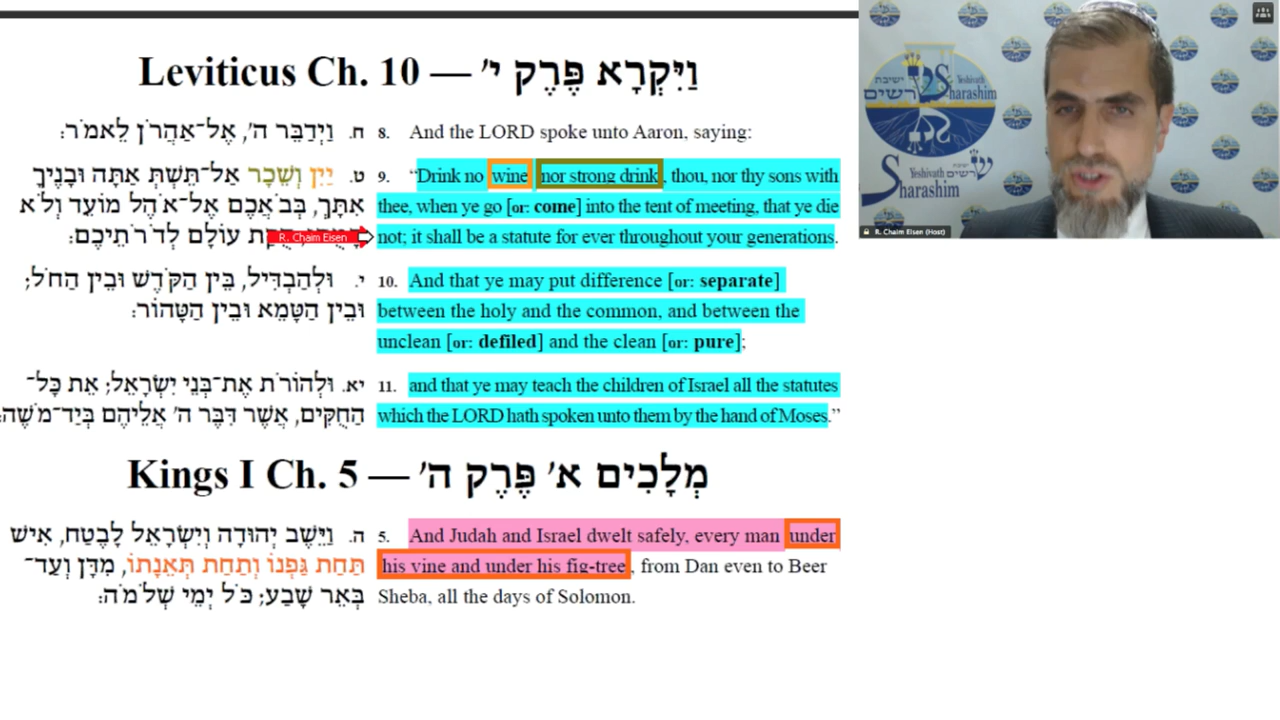 Leviticus Ch. 10 — וַיִּקְרָא פֶּרֶק י׳
ח. וַיְדַבֵּר ה׳, אֶל־אַהֲרֹן לֵאמֹר:
8. And the LORD spoke unto Aaron, saying:
ט. יַיִן וְשֵׁכָר אַל־תֵּשְׁתְּ אַתָּה וּבָנֶיךָ
אִתָּךְ, בְּבֹאֲכֶם אֶל־אֹהֶל מוֹעֵד וְלֹא
עוֹלָם לְדֹרֹתֵיכֶם:
R. Chaim Eisen
9. “Drink no wine nor strong drink, thou, nor thy sons with
thee, when ye go [or: come] into the tent of meeting, that ye die
not; it shall be a statute for ever throughout your generations.
י. וּלְהַבְדִּיל, בֵּין הַקֹּדֶשׁ וּבֵין הַחֹל;
וּבֵין הַטָּמֵא וּבֵין הַטָּהוֹר:
10. And that ye may put difference [or: separate]
between the holy and the common, and between the
unclean [or: defiled] and the clean [or: pure];
יא. וּלְהוֹרֹת אֶת־בְּנֵי יִשְׂרָאֵל; אֵת כָּל־
הַחֻקִּים, אֲשֶׁר דִּבֶּר ה׳ אֲלֵיהֶם בְּיַד־מֹשֶׁה:
11. and that ye may teach the children of Israel all the statutes
which the LORD hath spoken unto them by the hand of Moses.”
Kings I Ch. 5 — מְלָכִים א׳ פֶּרֶק ה׳
ה. וַיֵּשֶׁב יְהוּדָה וְיִשְׂרָאֵל לָבֶטַח, אִישׁ
תַּחַת גַּפְנוֹ וְתַחַת תְּאֵנָתוֹ, מִדָּן וְעַד־
בְּאֵר שָׁבַע; כֹּל יְמֵי שְׁלֹמֹה:
5. And Judah and Israel dwelt safely, every man under
his vine and under his fig-tree, from Dan even to Beer
Sheba, all the days of Solomon.
ישיבת
שרשים
Yeshivath
Sharashim
Yeshivath ישיבת שרשים
Sharashim
R. Chaim Eisen (Host)